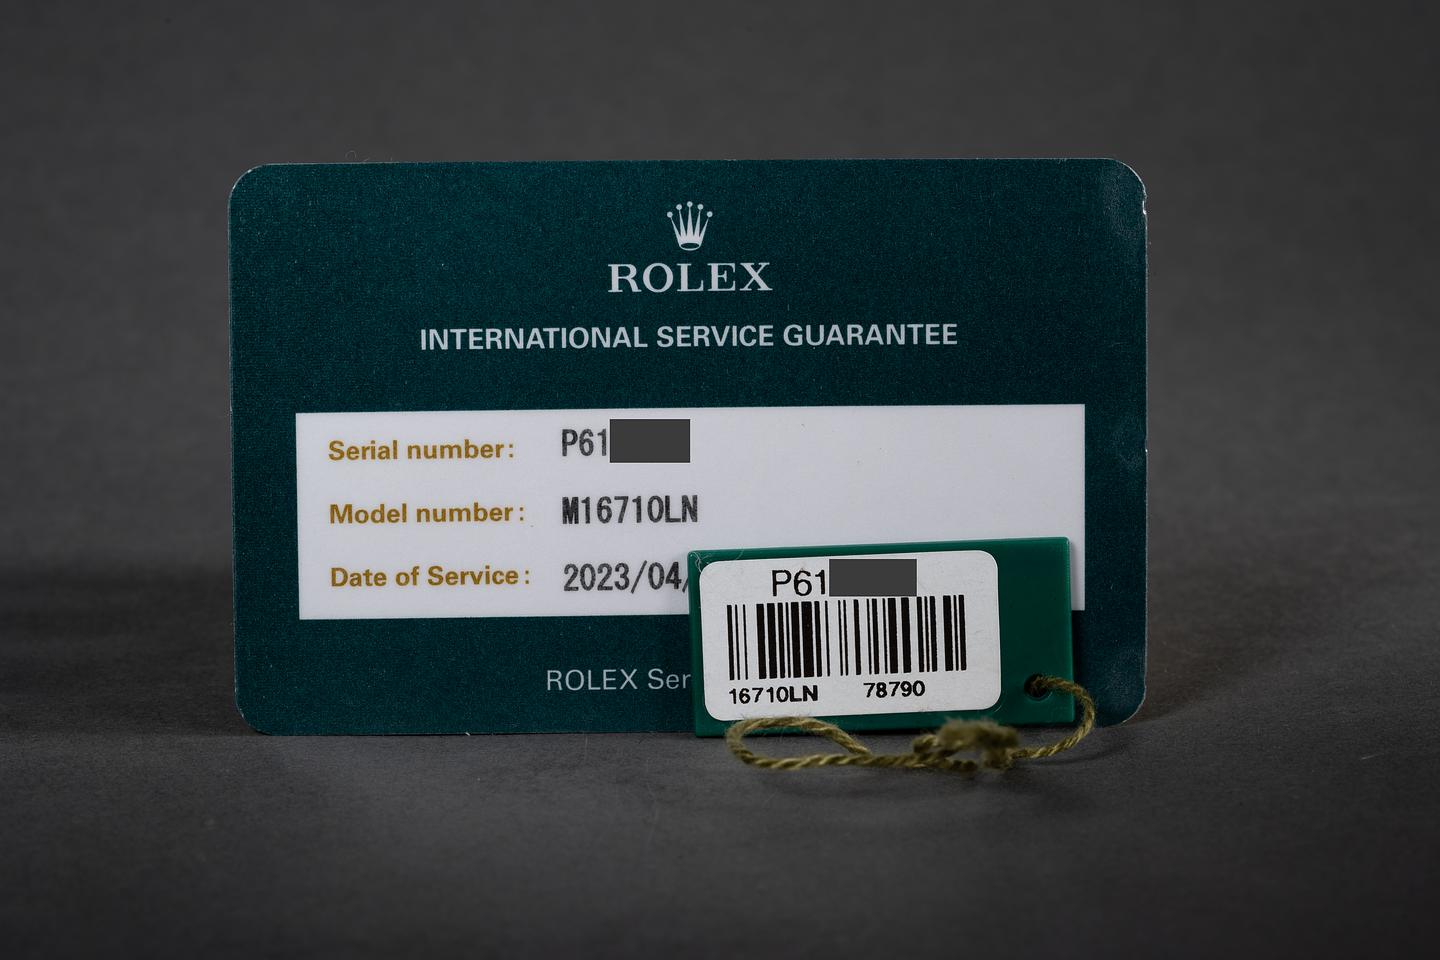 ROLEX
INTERNATIONAL SERVICE GUARANTEE
Serial number: P61
Model number: M16710LN
Date of Service: 2023/04/
ROLEX Ser
P61
16710LN 78790